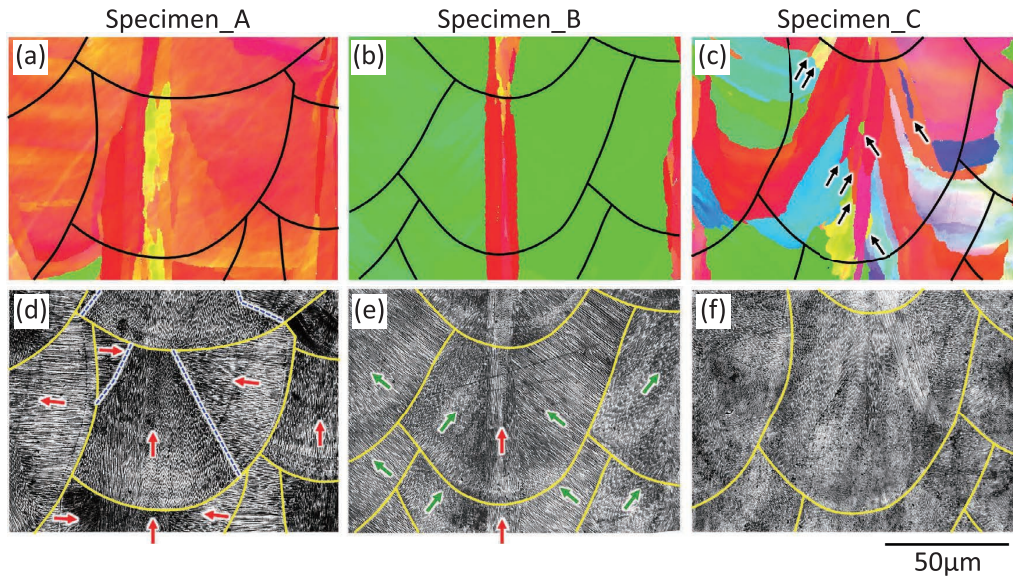 Specimen_A Specimen_B Specimen_C
(a) (b) (c)
(d) (e) (f)
50μm